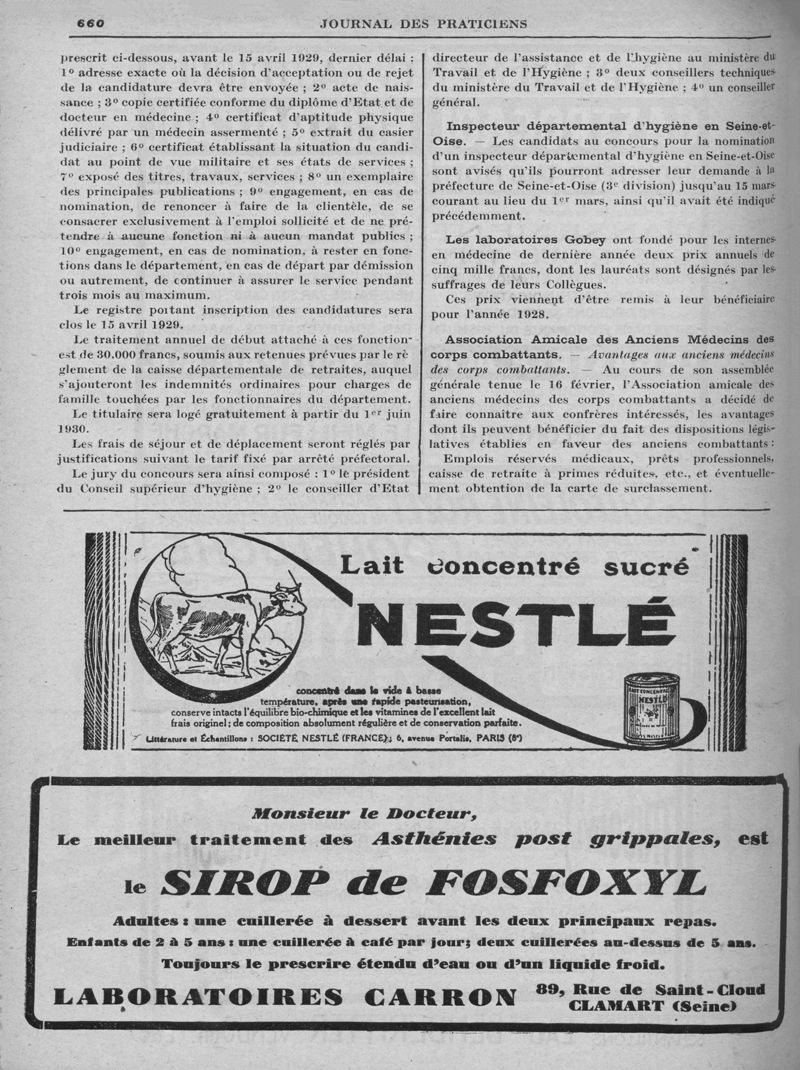 660
JOURNAL DES PRATICIENS
prescrit ci-dessous, avant le 15 avril 1929, dernier délai :
1º adresse exacte où la décision d'acceptation ou de rejet
de la candidature devra être envoyée ; 2º acte de nais-
sance ; 3º copie certifiée conforme du diplôme d'Etat et de
docteur en médecine ; 4º certificat d'aptitude physique
délivré par un médecin assermenté ; 5º extrait du casier
judiciaire ; 6º certificat établissant la situation du candi-
dat au point de vue militaire et ses états de services ;
7º exposé des titres, travaux, services ; 8º un exemplaire
des principales publications ; 9º engagement, en cas de
nomination, de renoncer à faire de la clientèle, de se
consacrer exclusivement à l'emploi sollicité et de ne pré-
tendre à aucune fonction ni à aucun mandat publics ;
10º engagement, en cas de nomination, à rester en fonc-
tions dans le département, en cas de départ par démission
ou autrement, de continuer à assurer le service pendant
trois mois au maximum.
Le registre portant inscription des candidatures sera
clos le 15 avril 1929.
Le traitement annuel de début attaché à ces fonction-
est de 30.000 francs, soumis aux retenues prévues par le rè
glement de la caisse départementale de retraites, auquel
s'ajouteront les indemnités ordinaires pour charges de
famille touchées par les fonctionnaires du département.
Le titulaire sera logé gratuitement à partir du 1er juin
1930.
Les frais de séjour et de déplacement seront réglés par
justifications suivant le tarif fixé par arrêté préfectoral.
Le jury du concours sera ainsi composé : 1º le président
du Conseil supérieur d'hygiène ; 2º le conseiller d'Etat
directeur de l'assistance et de l'hygiène au ministère du
Travail et de l'Hygiène ; 3º deux conseillers techniques
du ministère du Travail et de l'Hygiène ; 4º un conseiller
général.
Inspecteur départemental d'hygiène en Seine-et-
Oise. — Les candidats au concours pour la nomination
d'un inspecteur départemental d'hygiène en Seine-et-Oise
sont avisés qu'ils pourront adresser leur demande à la
préfecture de Seine-et-Oise (3e division) jusqu'au 15 mars
courant au lieu du 1er mars, ainsi qu'il avait été indiqué
précédemment.
Les laboratoires Gobey ont fondé pour les internes
en médecine de dernière année deux prix annuels de
cinq mille francs, dont les lauréats sont désignés par les
suffrages de leurs Collègues.
Ces prix viennent d'être remis à leur bénéficiaire
pour l'année 1928.
Association Amicale des Anciens Médecins des
corps combattants. — Avantages aux anciens médecins
des corps combattants. — Au cours de son assemblée
générale tenue le 16 février, l'Association amicale des
anciens médecins des corps combattants a décidé de
faire connaître aux confrères intéressés, les avantages
dont ils peuvent bénéficier du fait des dispositions légis-
latives établies en faveur des anciens combattants :
Emplois réservés médicaux, prêts professionnels,
caisse de retraite à primes réduites, etc., et éventuelle-
ment obtention de la carte de surclassement.
Lait concentré sucré
NESTLÉ
concentré dans le vide à basse
température, après une rapide pasteurisation,
conserve intacts l'équilibre bio-chimique et les vitamines de l'excellent lait
frais originel ; de composition absolument régulière et de conservation parfaite.
Littérature et Échantillons : SOCIÉTÉ NESTLÉ (FRANCE) ; 6, avenue Portalis, PARIS (8e)
LAIT CONCENTRÉ
NESTLÉ
Monsieur le Docteur,
Le meilleur traitement des Asthénies post grippales, est
le SIROP de FOSFOXYL
Adultes : une cuillerée à dessert avant les deux principaux repas.
Enfants de 2 à 5 ans : une cuillerée à café par jour ; deux cuillerées au-dessus de 5 ans.
Toujours le prescrire étendu d'eau ou d'un liquide froid.
LABORATOIRES CARRON 89, Rue de Saint-Cloud
CLAMART (Seine)